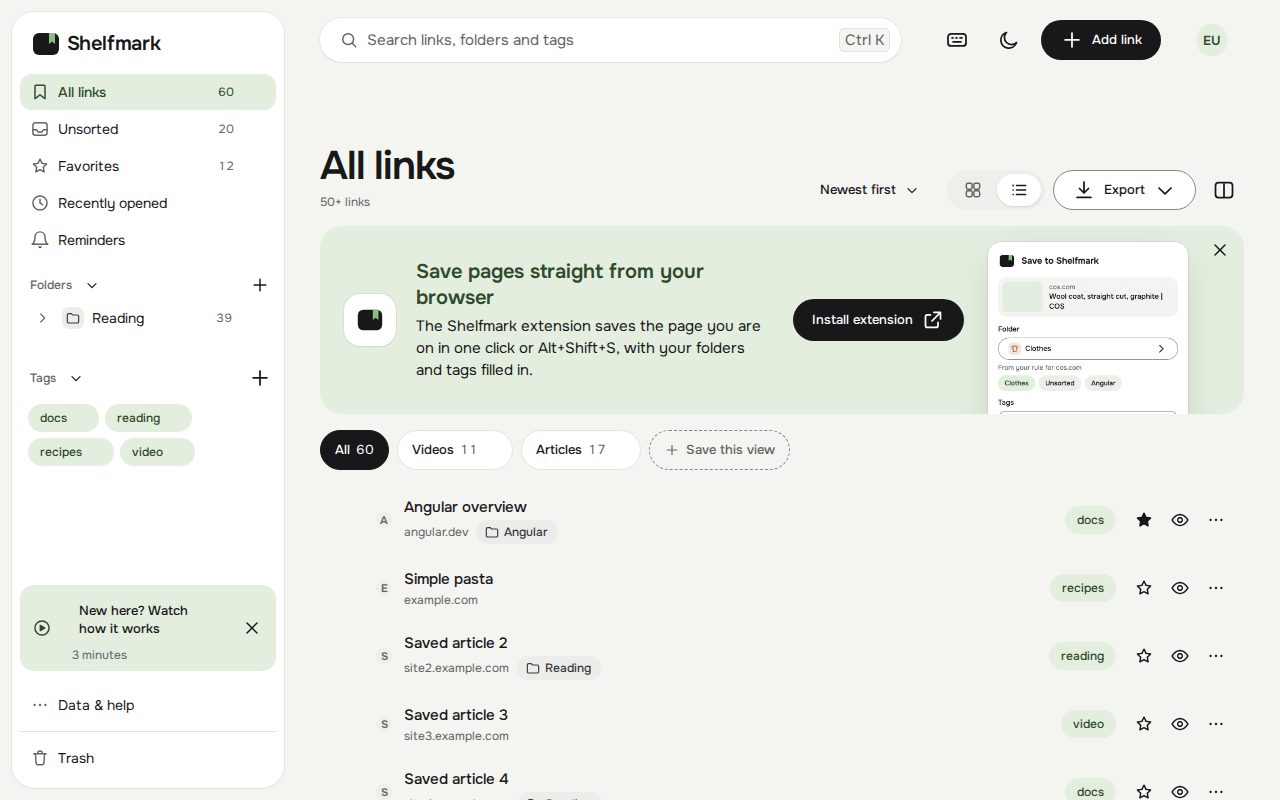 Shelfmark
All links 60
Unsorted 20
Favorites 12
Recently opened
Reminders
Folders
Reading 39
Tags
docs reading
recipes video
New here? Watch
how it works
3 minutes
Data & help
Trash
Search links, folders and tags Ctrl K
Add link
EU
All links
50+ links
Newest first
Export
Save pages straight from your
browser
The Shelfmark extension saves the page you are
on in one click or Alt+Shift+S, with your folders
and tags filled in.
Install extension
Save to Shelfmark
cos.com
Wool coat, straight cut, graphite |
COS
Folder
Clothes
From your rule for cos.com
Clothes Unsorted Angular
Tags
All 60 Videos 11 Articles 17 Save this view
A Angular overview
angular.dev Angular
docs
E Simple pasta
example.com
recipes
S Saved article 2
site2.example.com Reading
reading
S Saved article 3
site3.example.com
video
S Saved article 4
docs